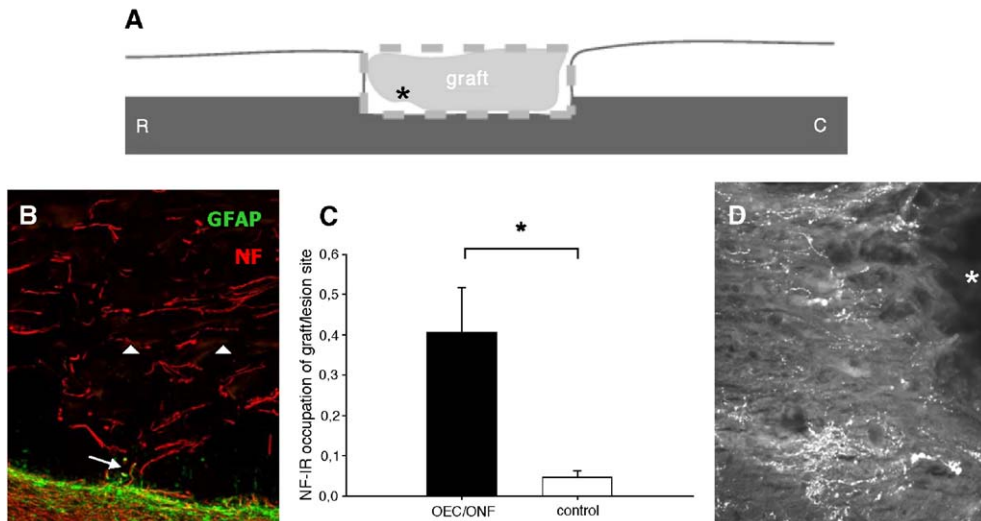 A
graft
*
R
C
B
GFAP
NF
C
*
NF-IR occupation of graft/lesion site
0,6
0,5
0,4
0,3
0,2
0,1
0,0
OEC/ONF
control
D
*